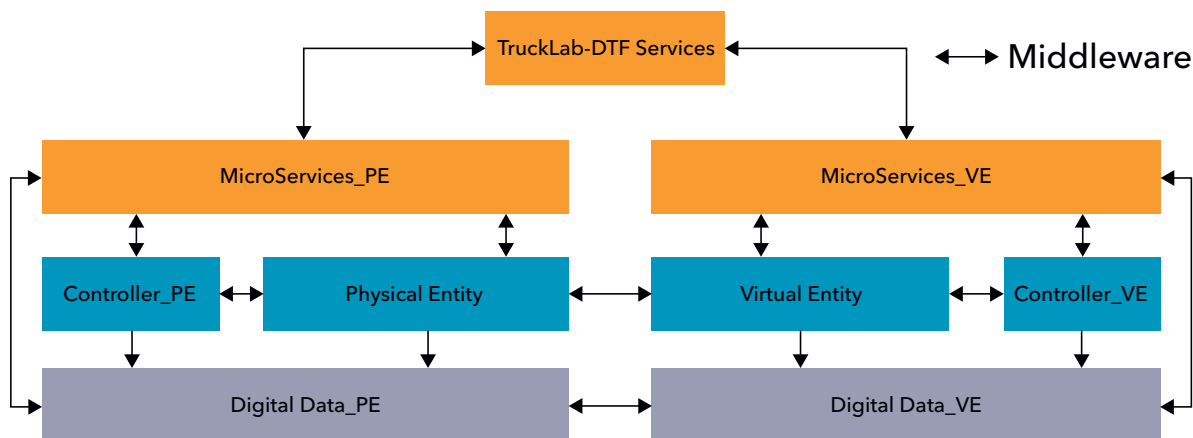 TruckLab-DTF Services
Middleware
MicroServices_PE
MicroServices_VE
Controller_PE
Physical Entity
Virtual Entity
Controller_VE
Digital Data_PE
Digital Data_VE